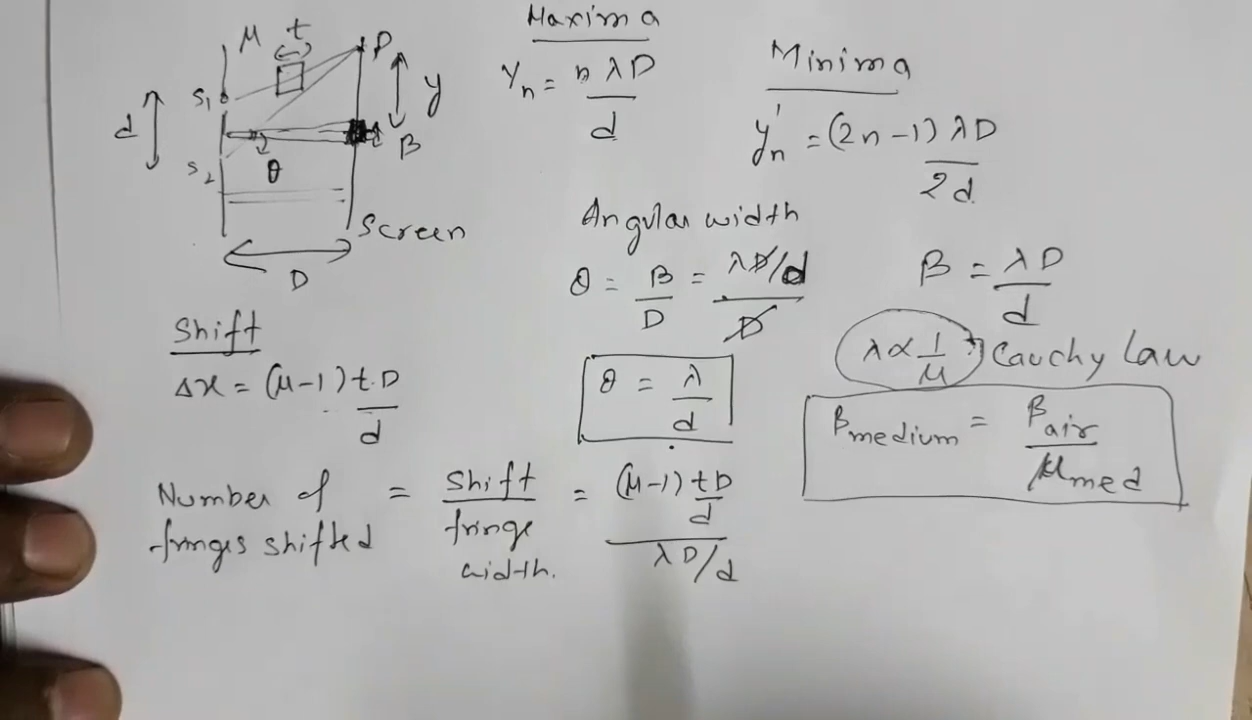 μ t
P
S₁
d
y
B
S₂
θ
Screen
D
Maxima
Yₙ = nλD/d
Minima
y'ₙ = (2n-1)λD/2d
Angular width
θ = β/D = λD/d/D
β = λD/d
λ ∝ 1/μ → Cauchy law
Shift
Δx = (μ-1)t.D/d
θ = λ/d
βmedium = βair/μmed
Number of fringes shifted = Shift/fringe width. = (μ-1)tD/d/λD/d